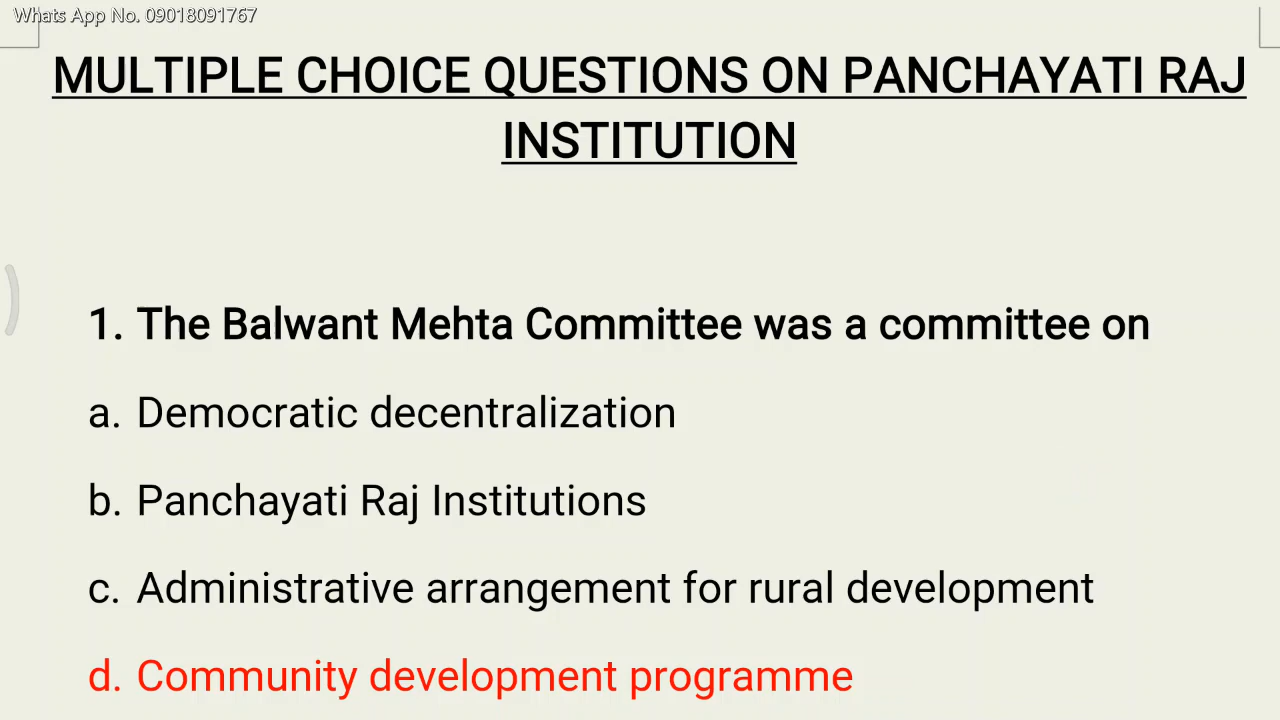 Whats App No. 09018091767
MULTIPLE CHOICE QUESTIONS ON PANCHAYATI RAJ
INSTITUTION
1. The Balwant Mehta Committee was a committee on
a. Democratic decentralization
b. Panchayati Raj Institutions
c. Administrative arrangement for rural development
d. Community development programme